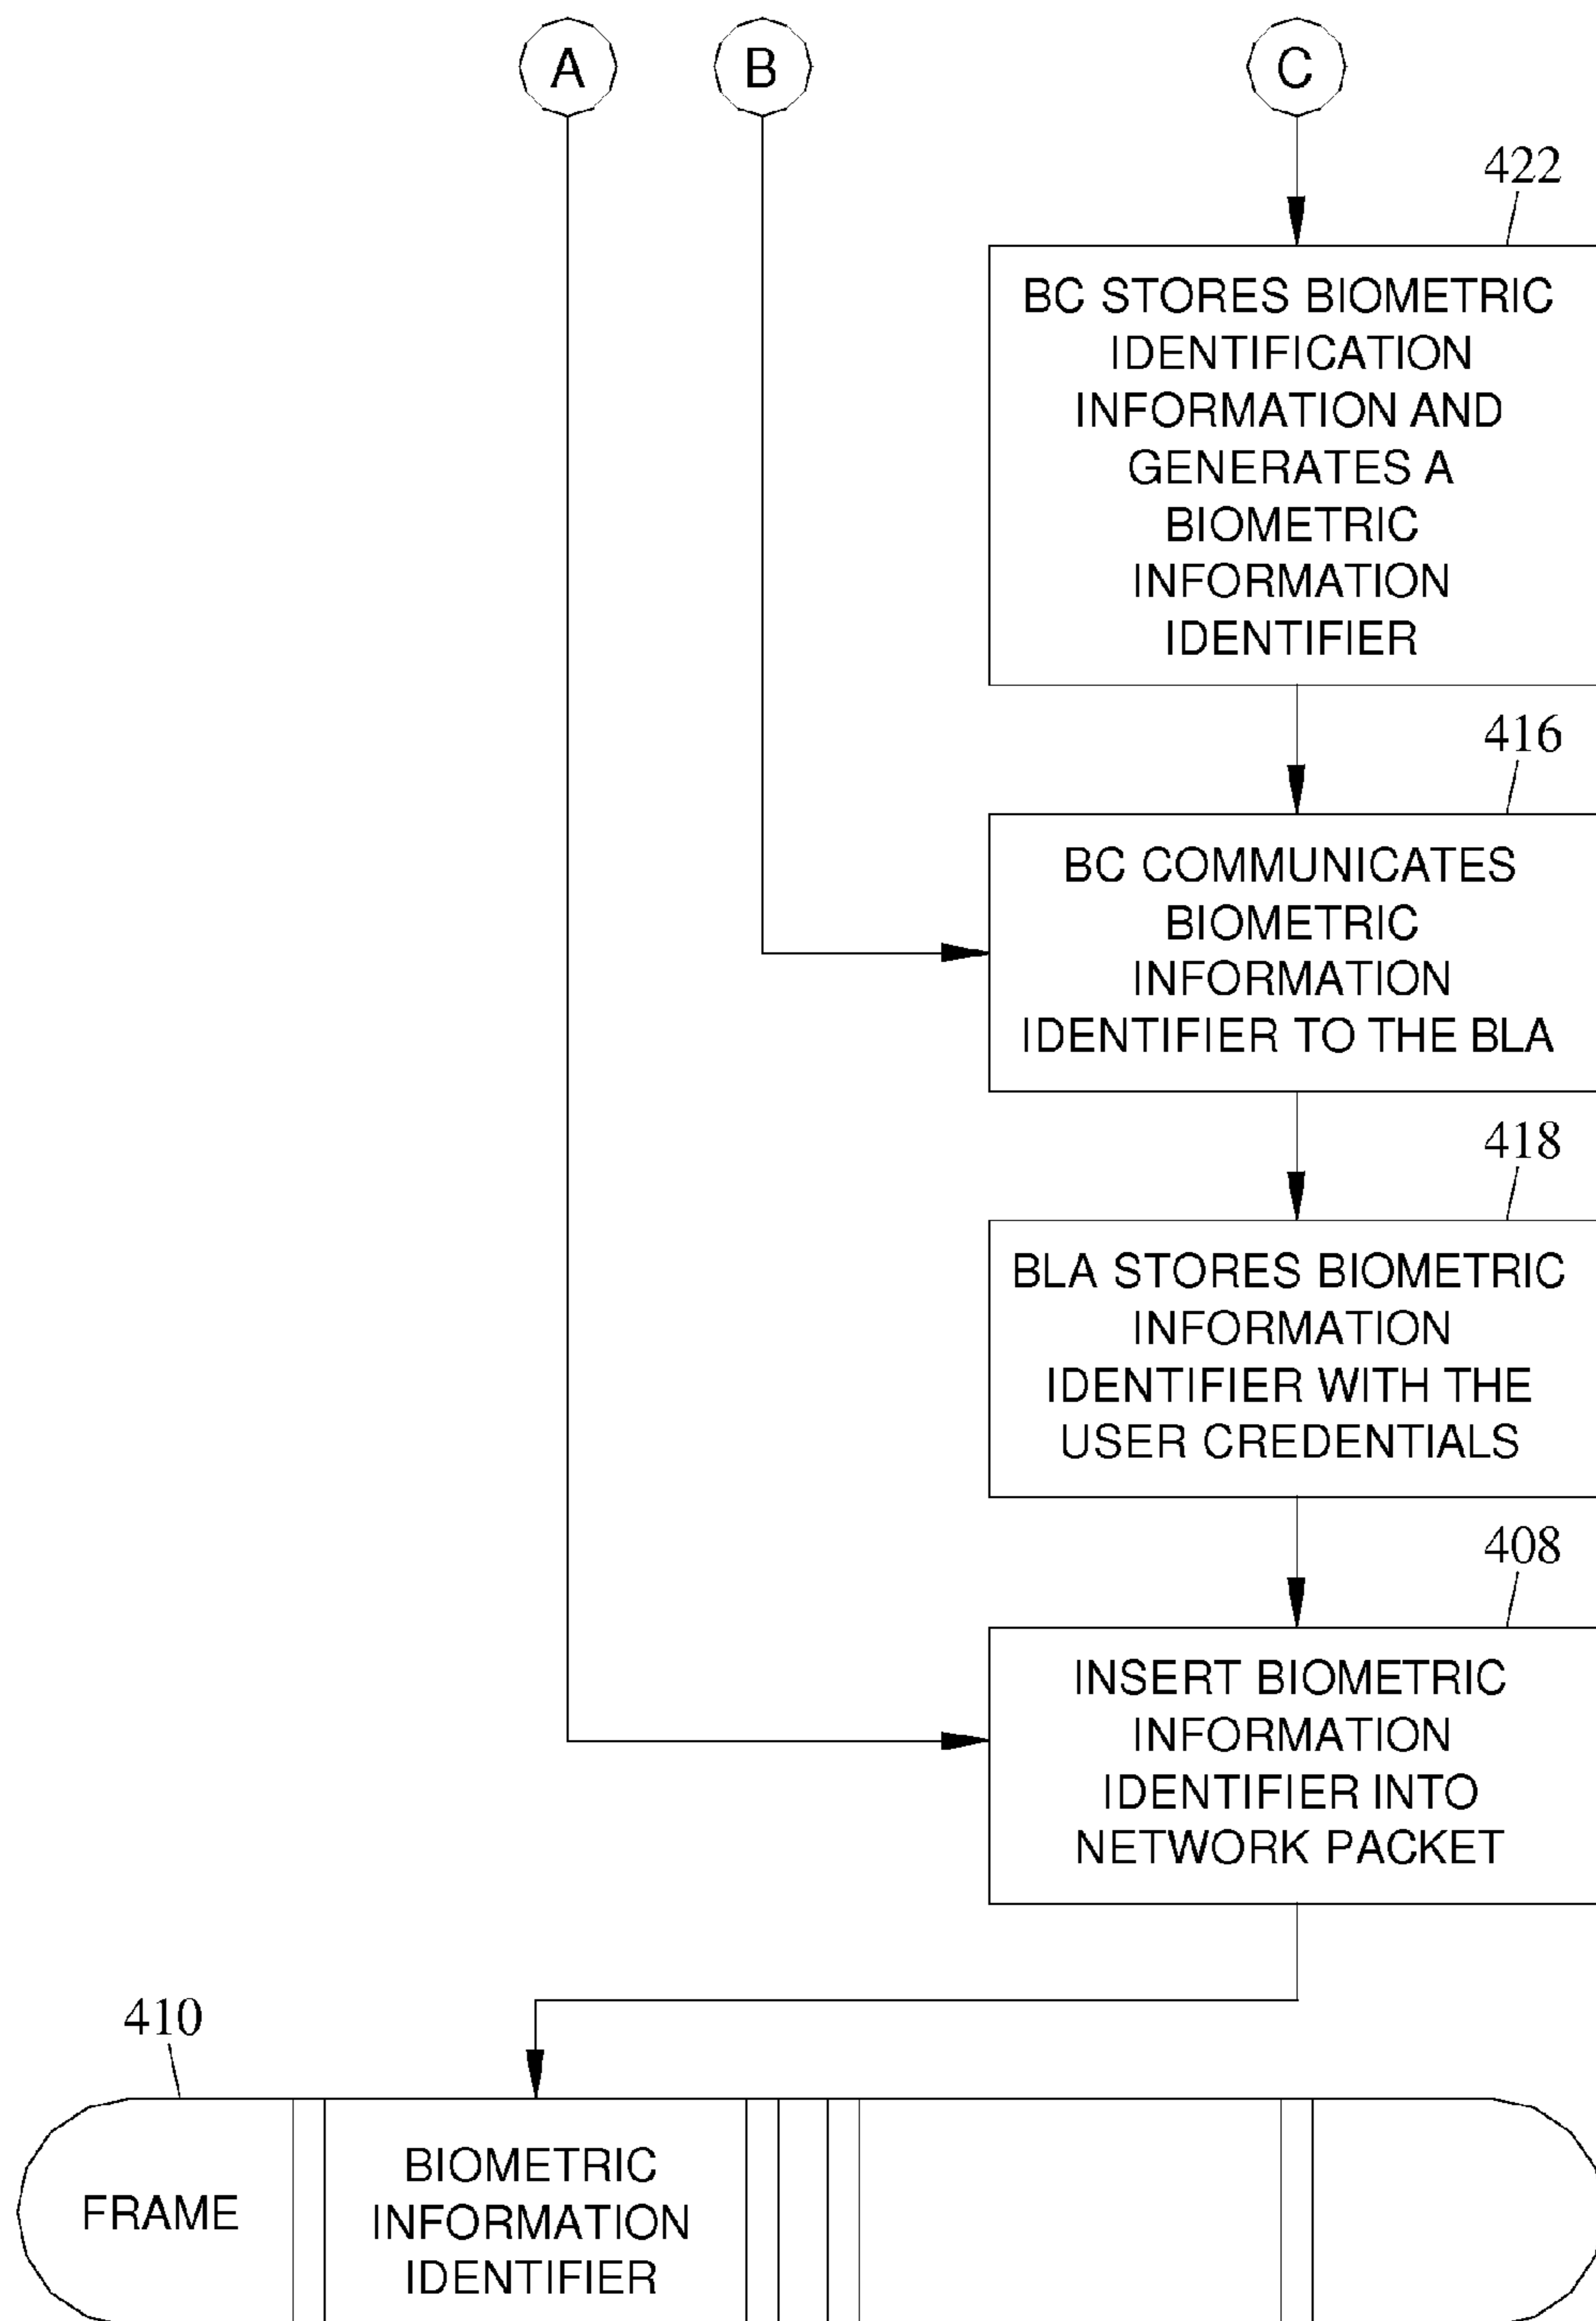 A
B
C
422
BC STORES BIOMETRIC
IDENTIFICATION
INFORMATION AND
GENERATES A
BIOMETRIC
INFORMATION
IDENTIFIER
416
BC COMMUNICATES
BIOMETRIC
INFORMATION
IDENTIFIER TO THE BLA
418
BLA STORES BIOMETRIC
INFORMATION
IDENTIFIER WITH THE
USER CREDENTIALS
408
INSERT BIOMETRIC
INFORMATION
IDENTIFIER INTO
NETWORK PACKET
410
FRAME
BIOMETRIC
INFORMATION
IDENTIFIER